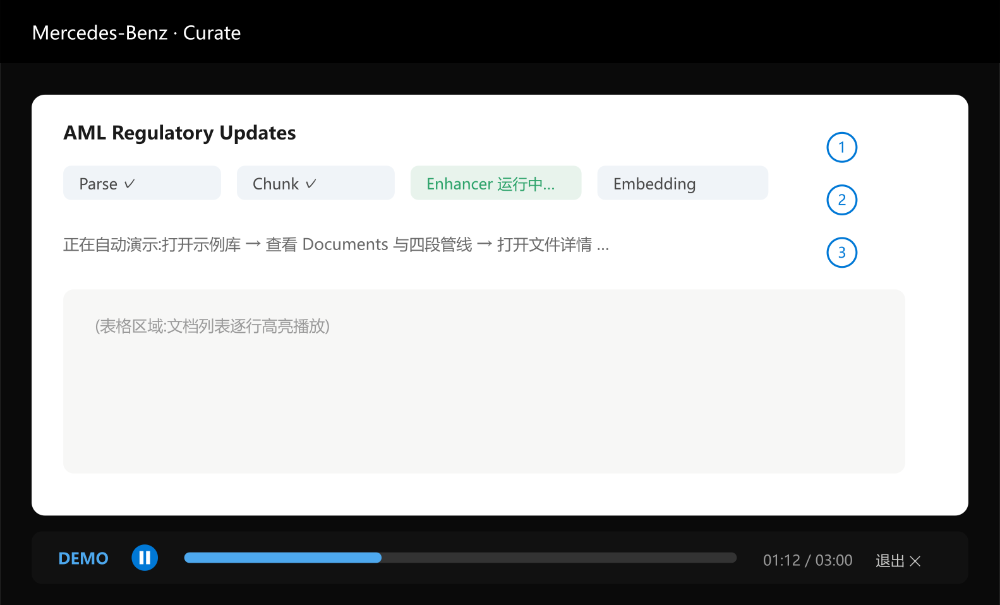 Mercedes-Benz · Curate
AML Regulatory Updates
Parse ✓
Chunk ✓
Enhancer 运行中...
Embedding
1
2
3
正在自动演示:打开示例库 → 查看 Documents 与四段管线 → 打开文件详情 ...
(表格区域:文档列表逐行高亮播放)
DEMO
01:12 / 03:00
退出 ×